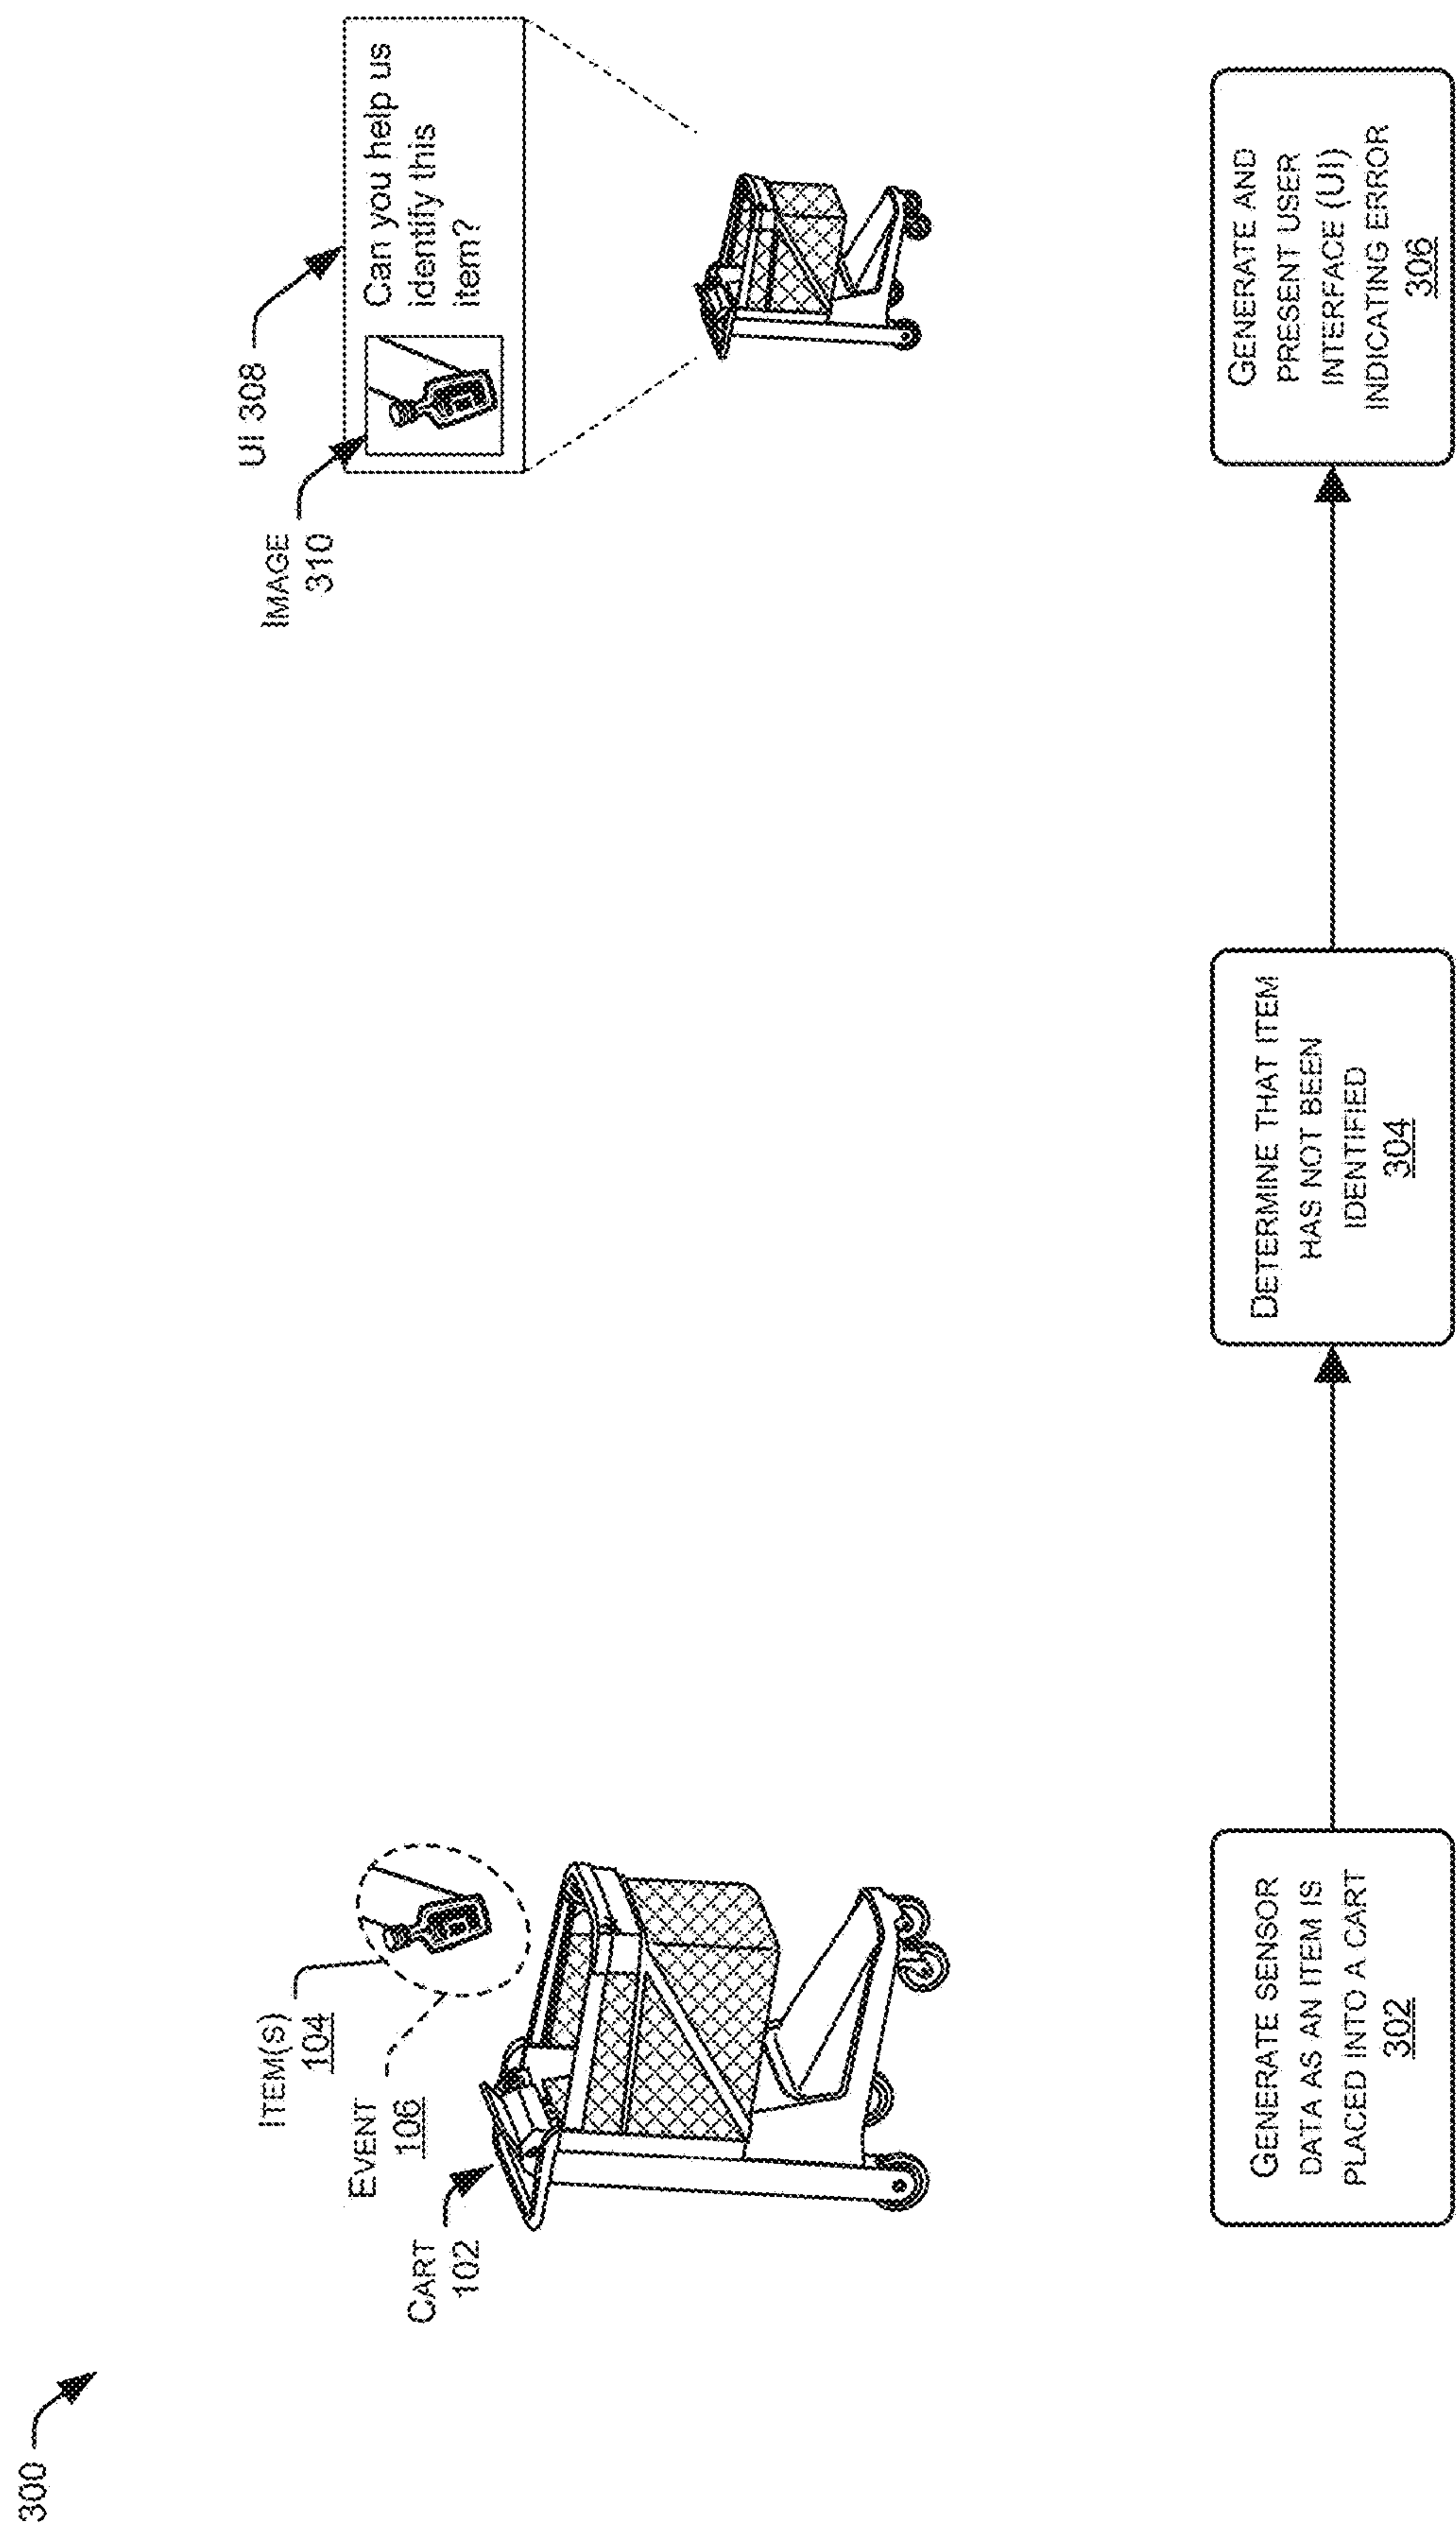 300
CART
102
EVENT
106
ITEM(S)
104
IMAGE
310
UI 308
Can you help us
identify this
item?
GENERATE SENSOR
DATA AS AN ITEM IS
PLACED INTO A CART
302
DETERMINE THAT ITEM
HAS NOT BEEN
IDENTIFIED
304
GENERATE AND
PRESENT USER
INTERFACE (UI)
INDICATING ERROR
306